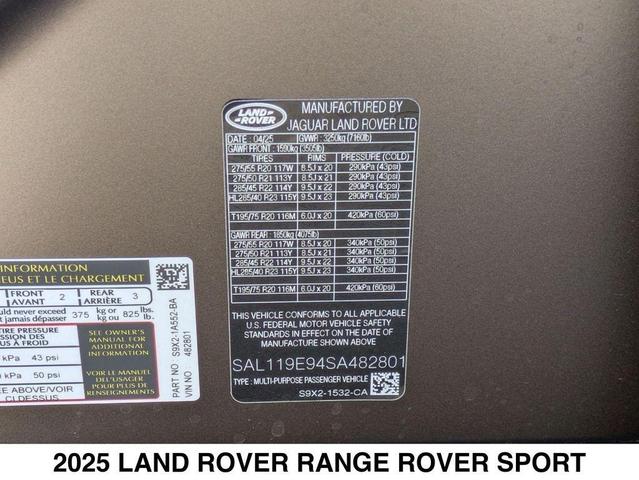 LAND ROVER
MANUFACTURED BY
JAGUAR LAND ROVER LTD
DATE : 04/25 GVWR : 3250kg (7160lb)
GAWR FRONT : 1590kg (3505lb)
TIRES RIMS PRESSURE (COLD)
275/55 R20 117W 8.5J x 20 290kPa (43psi)
275/50 R21 113Y 8.5J x 21 290kPa (43psi)
285/45 R22 114Y 9.5J x 22 290kPa (43psi)
HL285/40 R23 115Y 9.5J x 23 290kPa (43psi)
T195/75 R20 116M 6.0J x 20 420kPa (60psi)
GAWR REAR : 1850kg (4075lb)
275/55 R20 117W 8.5J x 20 340kPa (50psi)
275/50 R21 113Y 8.5J x 21 340kPa (50psi)
285/45 R22 114Y 9.5J x 22 340kPa (50psi)
HL285/40 R23 115Y 9.5J x 23 340kPa (50psi)
T195/75 R20 116M 6.0J x 20 420kPa (60psi)
THIS VEHICLE CONFORMS TO ALL APPLICABLE
U.S. FEDERAL MOTOR VEHICLE SAFETY
STANDARDS IN EFFECT ON THE DATE OF
MANUFACTURE SHOWN ABOVE
SAL119E94SA482801
TYPE : MULTI-PURPOSE PASSENGER VEHICLE
S9X2-1532-CA
INFORMATION
EUS ET LE CHARGEMENT
FRONT 2 REAR 3
AVANT ARRIÈRE
ould never exceed 375 kg or 825 lbs.
t jamais dépasser kg ou lb.
TIRE PRESSURE
À FROID
kPa 43 psi
kPa 50 psi
EE ABOVE/VOIR
CI-DESSUS
SEE OWNER'S
MANUAL FOR
ADDITIONAL
INFORMATION
VOIR LE MANUEL
DE L'USAGER
POUR PLUS DE
RENSEIGNEMENTS
PART NO S9X2-1A552-BA
VIN NO 482801
2025 LAND ROVER RANGE ROVER SPORT